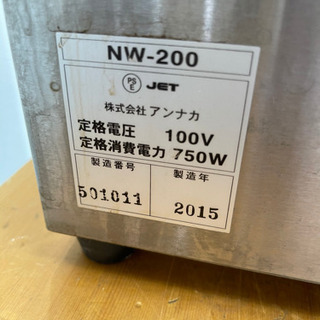 NW-200
PSE JET
株式会社 アンナカ
定格電圧 100V
定格消費電力 750W
製造番号 製造年
501011 2015